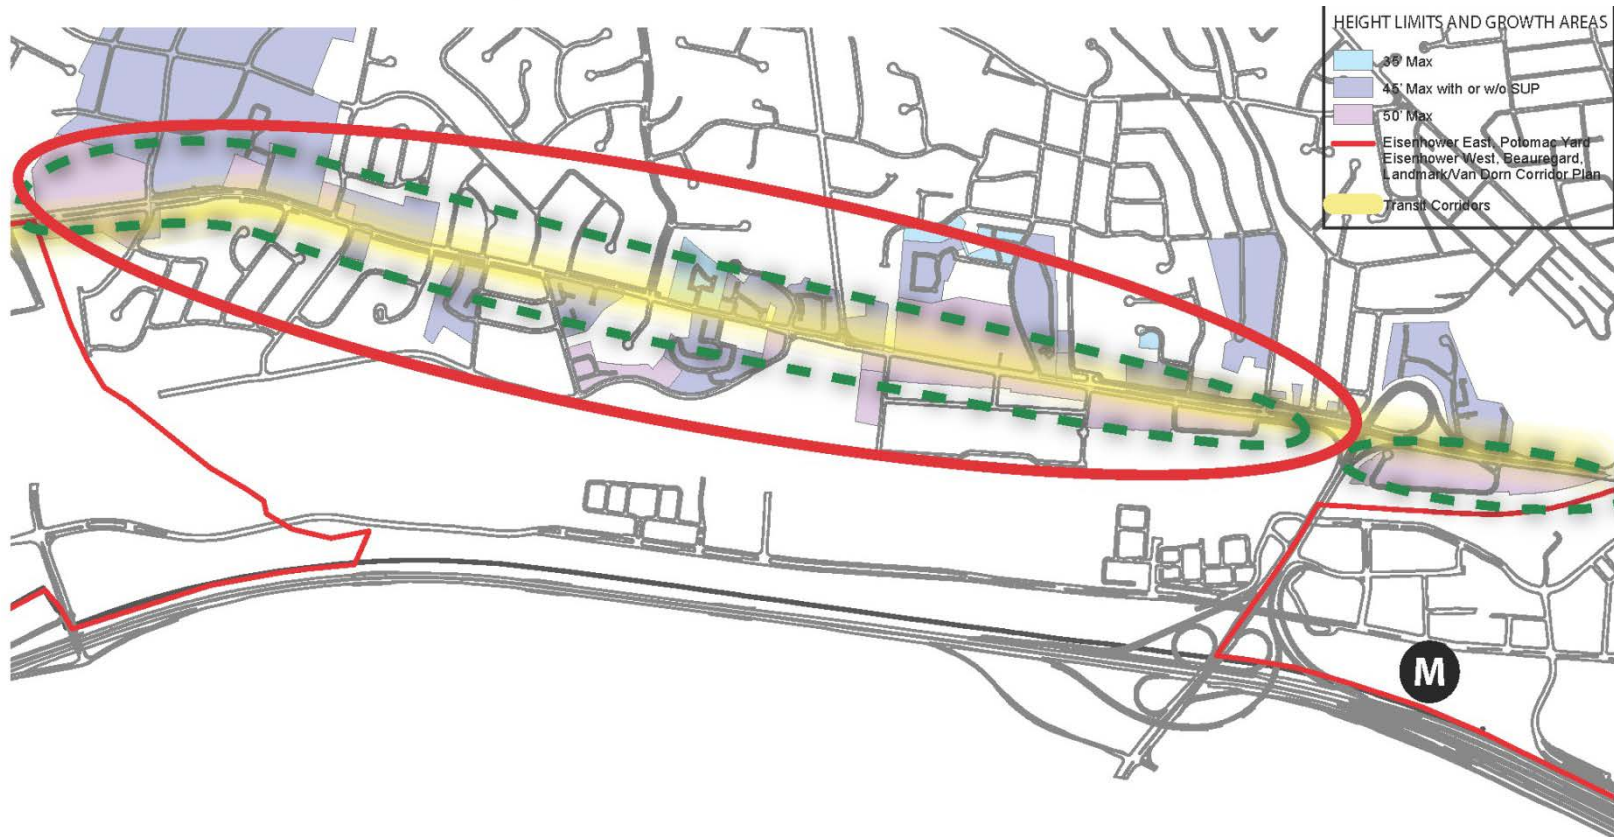 HEIGHT LIMITS AND GROWTH AREAS
35' Max
45' Max with or w/o SUP
50' Max
Eisenhower East, Potomac Yard
Eisenhower West, Beauregard,
Landmark/Van Dorn Corridor Plan
Transit Corridors
M